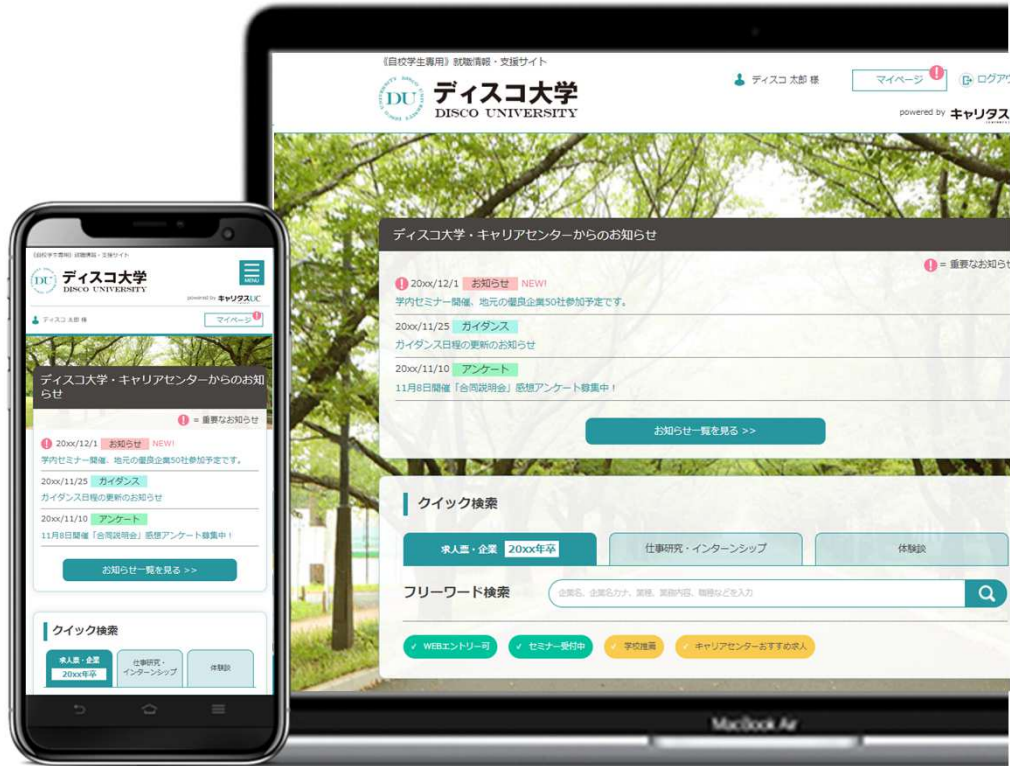 《自校学生専用》就職情報・支援サイト
DU ディスコ大学
DISCO UNIVERSITY
ディスコ 太郎 様
マイページ
ログアウ
powered by キャリタス
ディスコ大学・キャリアセンターからのお知らせ
= 重要なお知らせ
20xx/12/1 お知らせ NEW!
学内セミナー開催、地元の優良企業50社参加予定です。
20xx/11/25 ガイダンス
ガイダンス日程の更新のお知らせ
20xx/11/10 アンケート
11月8日開催「合同説明会」感想アンケート募集中！
お知らせ一覧を見る >>
クイック検索
求人票・企業 20xx年卒
仕事研究・インターンシップ
体験談
フリーワード検索
企業名、企業名カナ、業種、業務内容、職種などを入力
✓ WEBエントリー可
✓ セミナー受付中
✓ 学校推薦
✓ キャリアセンターおすすめ求人
MacBook Air
《自校学生専用》就職情報・支援サイト
DU ディスコ大学
DISCO UNIVERSITY
MENU
powered by キャリタスUC
ディスコ 太郎 様
マイページ
ディスコ大学・キャリアセンターからのお知
らせ
= 重要なお知らせ
20xx/12/1 お知らせ NEW!
学内セミナー開催、地元の優良企業50社参加予定です。
20xx/11/25 ガイダンス
ガイダンス日程の更新のお知らせ
20xx/11/10 アンケート
11月8日開催「合同説明会」感想アンケート募集中！
お知らせ一覧を見る >>
クイック検索
求人票・企業
20xx年卒
仕事研究・
インターンシップ
体験談